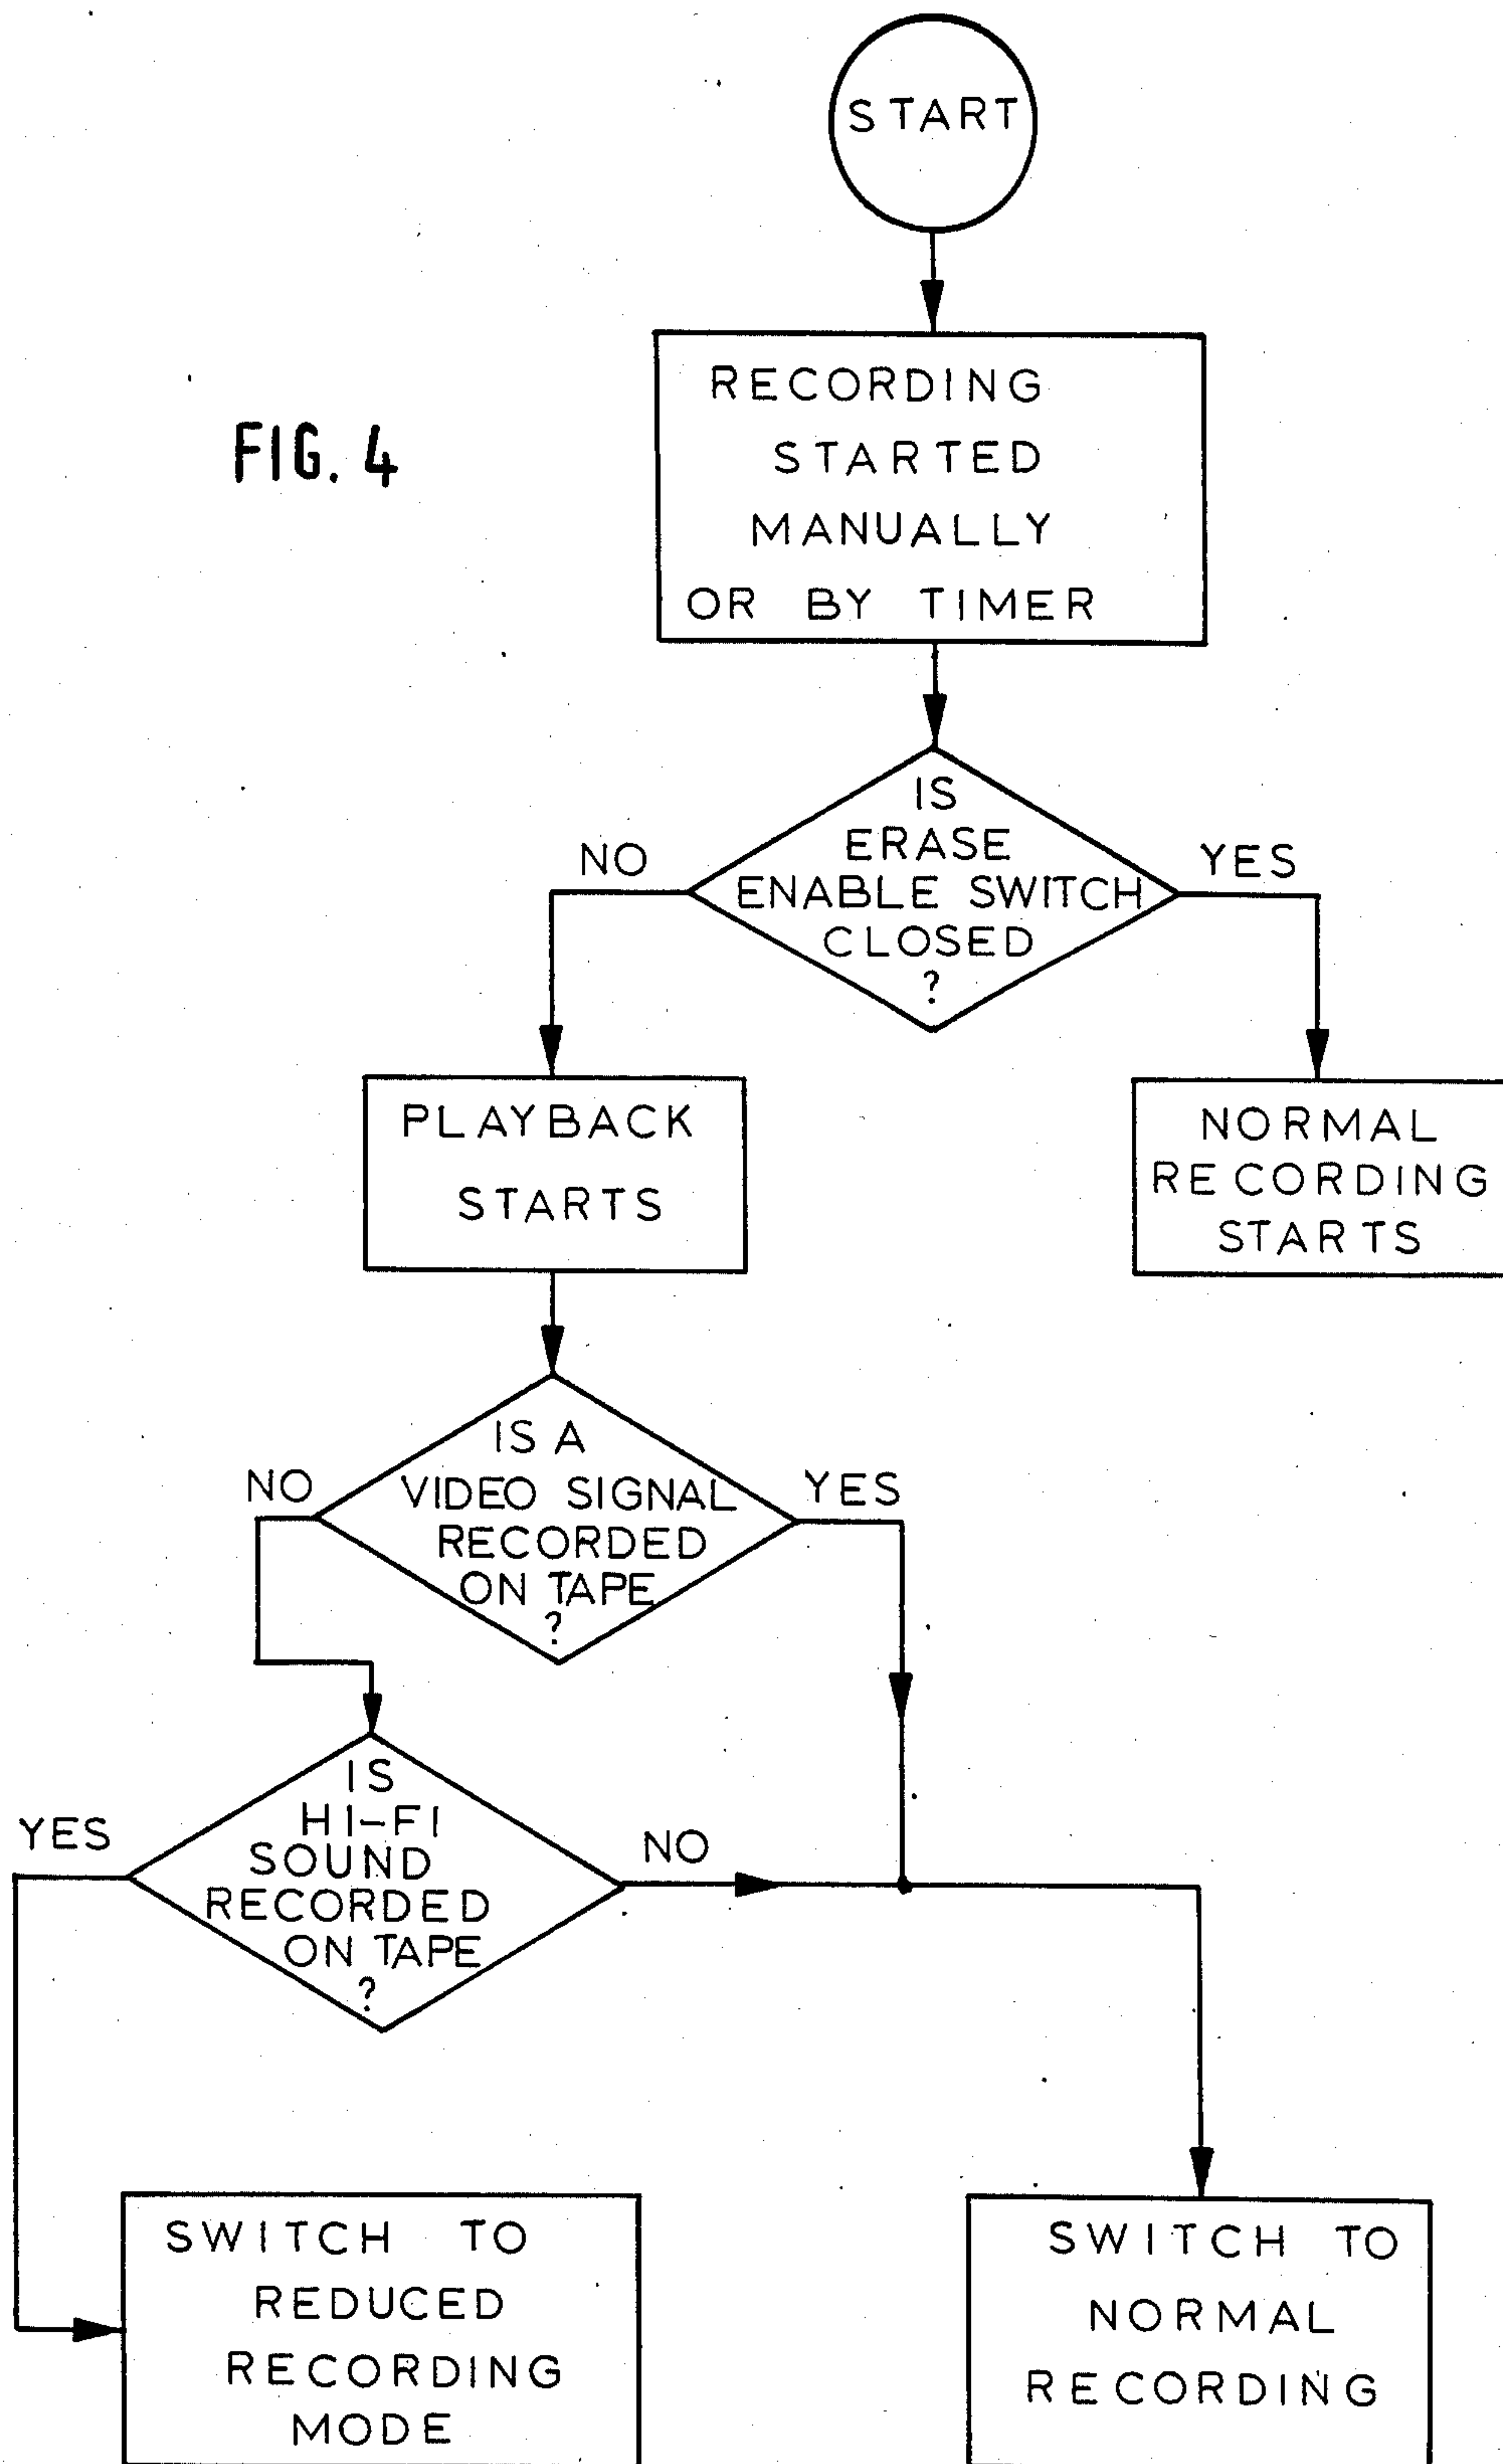 START
FIG. 4
RECORDING
STARTED
MANUALLY
OR BY TIMER
IS
ERASE
ENABLE SWITCH
CLOSED
?
NO
YES
PLAYBACK
STARTS
NORMAL
RECORDING
STARTS
IS A
VIDEO SIGNAL
RECORDED
ON TAPE
?
NO
YES
IS
HI-FI
SOUND
RECORDED
ON TAPE
?
YES
NO
SWITCH TO
REDUCED
RECORDING
MODE
SWITCH TO
NORMAL
RECORDING